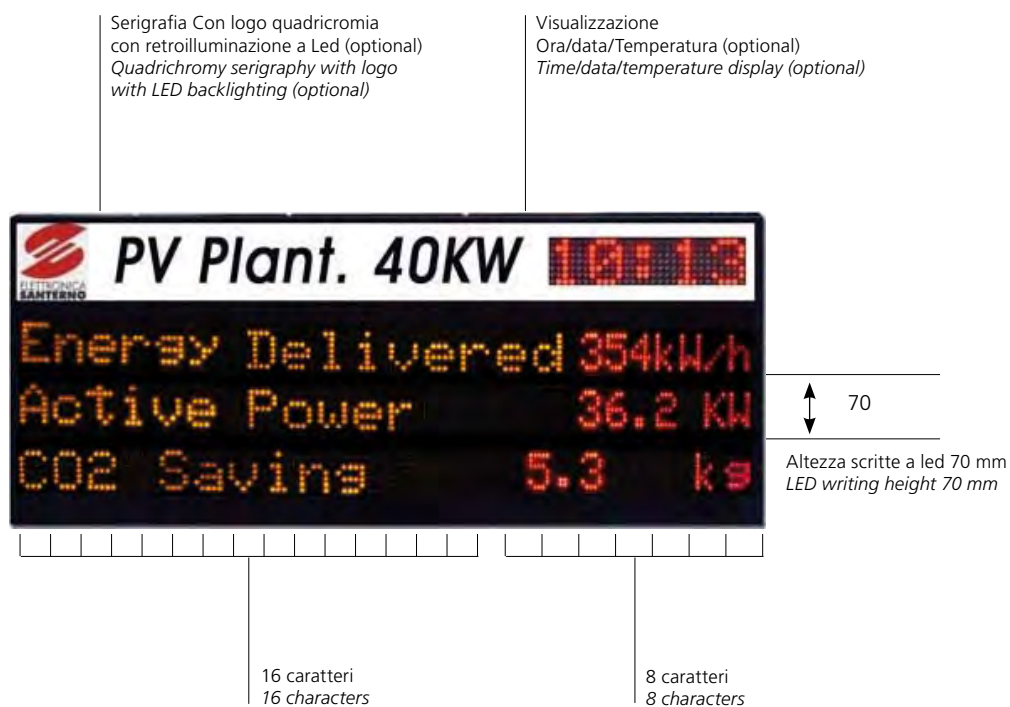 Serigrafia Con logo quadricromia
con retroilluminazione a Led (optional)
Quadrichromy serigraphy with logo
with LED backlighting (optional)
Visualizzazione
Ora/data/Temperatura (optional)
Time/data/temperature display (optional)
ELETTRONICA
SANTERNO
PV Plant. 40KW 10:13
Energy Delivered 354kW/h
Active Power 36.2 KW
CO2 Saving 5.3 kg
70
Altezza scritte a led 70 mm
LED writing height 70 mm
16 caratteri
16 characters
8 caratteri
8 characters